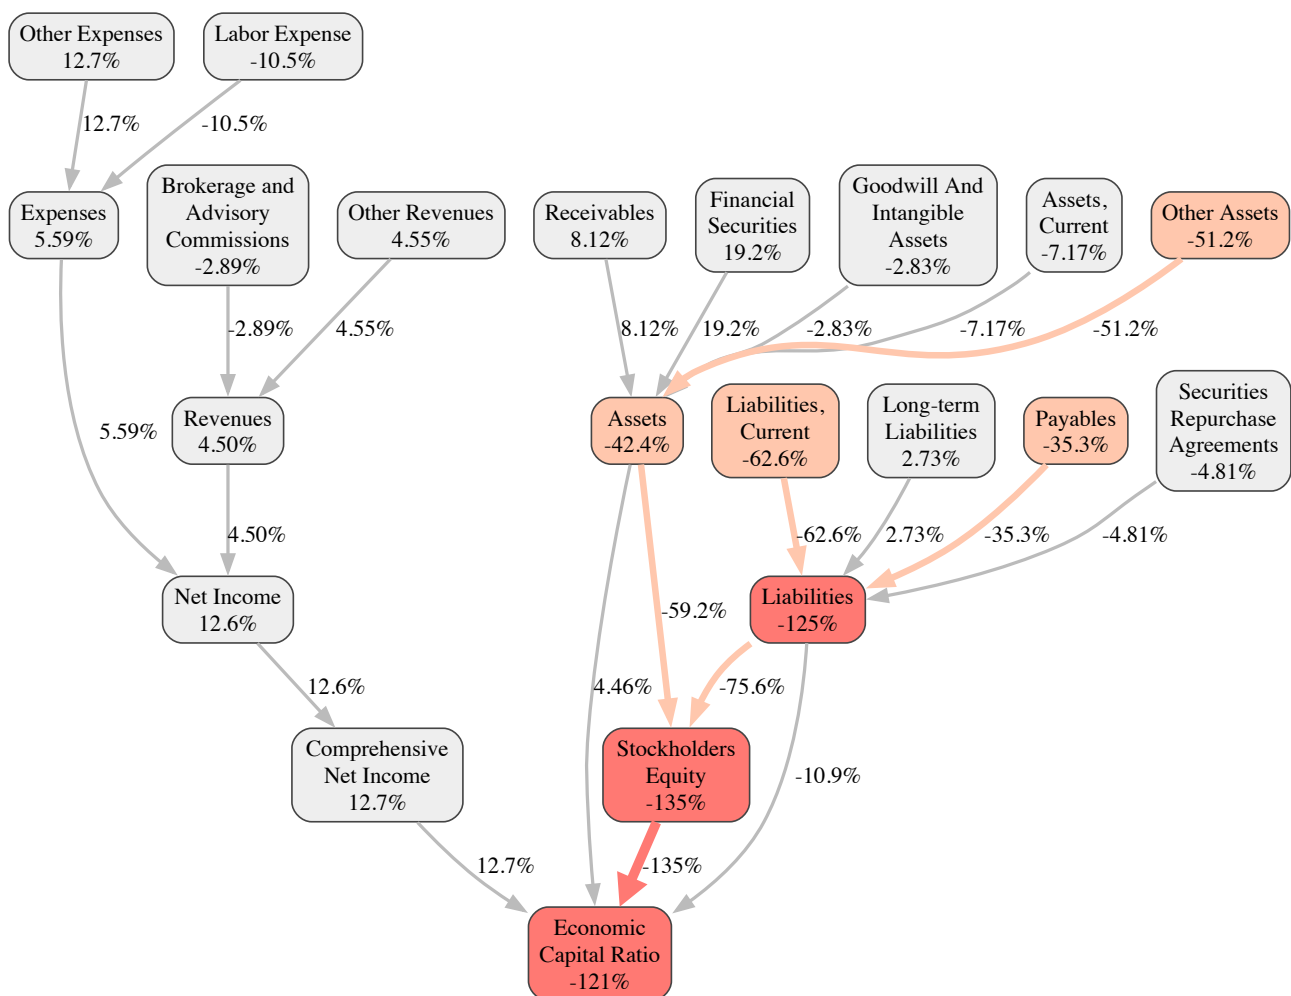 Other Expenses
12.7%
Labor Expense
-10.5%
12.7%
-10.5%
Expenses
5.59%
Brokerage and
Advisory
Commissions
-2.89%
Other Revenues
4.55%
Receivables
8.12%
Financial
Securities
19.2%
Goodwill And
Intangible
Assets
-2.83%
Assets,
Current
-7.17%
Other Assets
-51.2%
-2.89%
4.55%
8.12%
19.2%
-2.83%
-7.17%
-51.2%
Revenues
4.50%
Assets
-42.4%
Liabilities,
Current
-62.6%
Long-term
Liabilities
2.73%
Payables
-35.3%
Securities
Repurchase
Agreements
-4.81%
5.59%
4.50%
-62.6%
2.73%
-35.3%
-4.81%
Net Income
12.6%
-59.2%
Liabilities
-125%
12.6%
4.46%
-75.6%
Comprehensive
Net Income
12.7%
Stockholders
Equity
-135%
-10.9%
12.7%
-135%
Economic
Capital Ratio
-121%